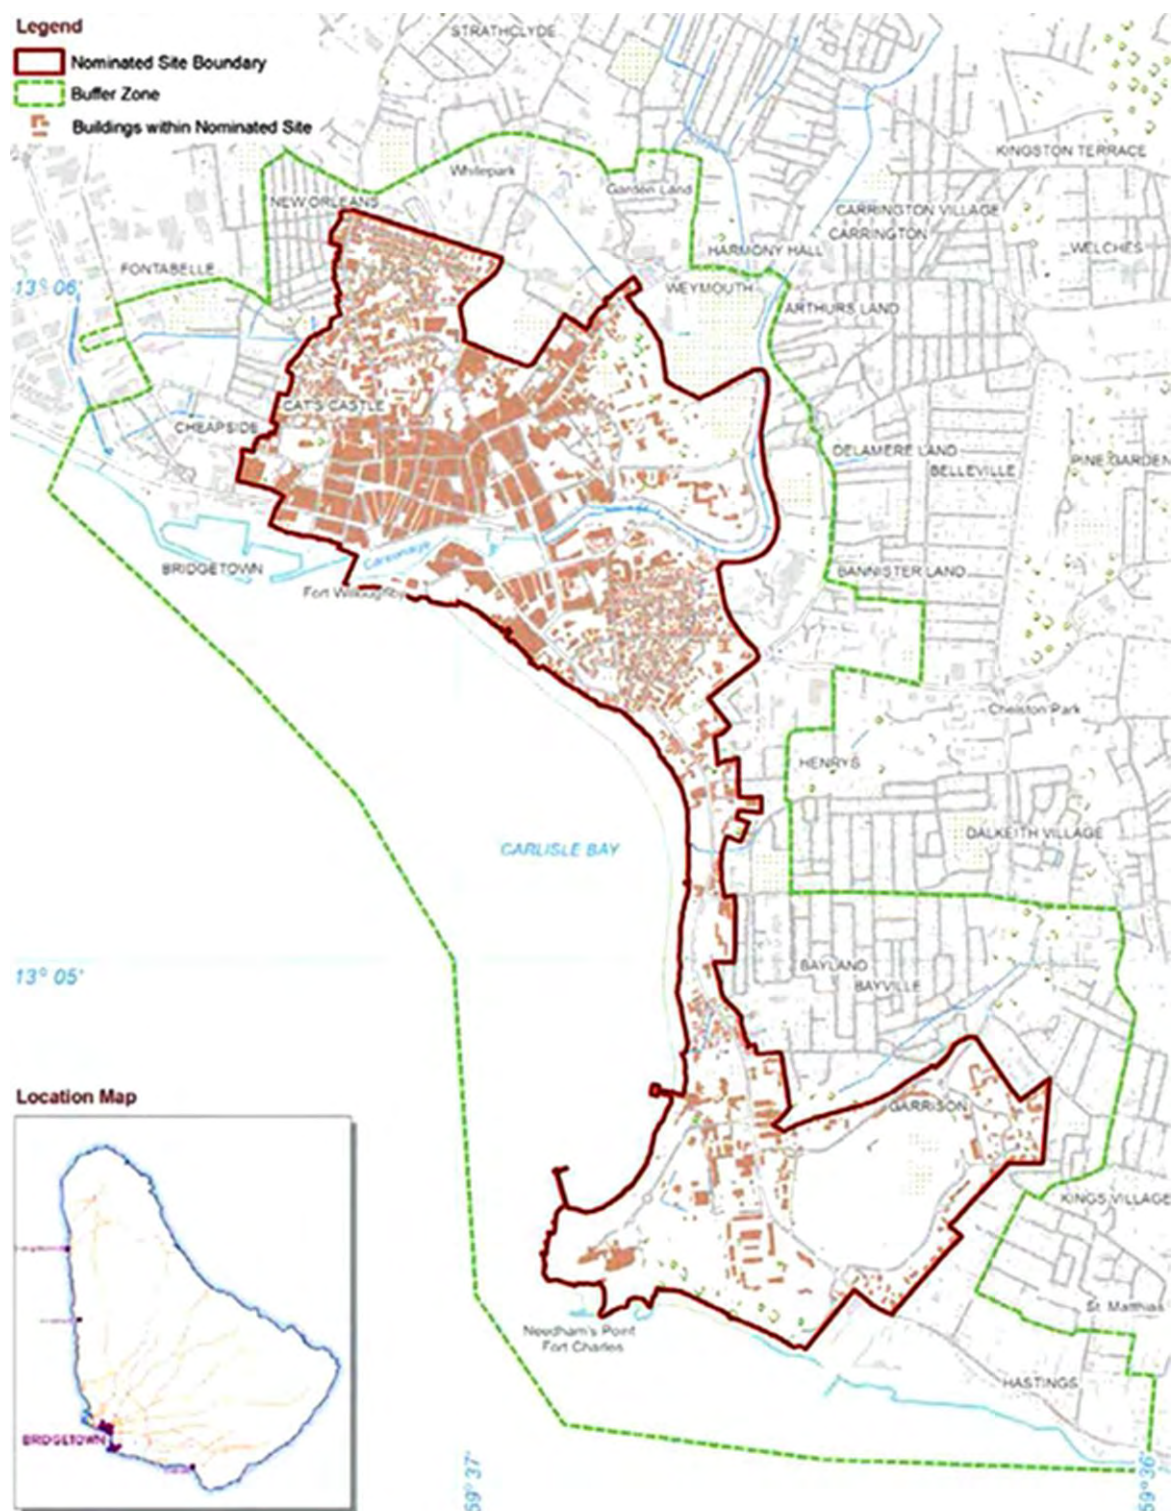 Legend
Nominated Site Boundary
Buffer Zone
Buildings within Nominated Site
STRATHCLYDE
KINGSTON TERRACE
Whitepark
Garden Land
NEW ORLEANS
CARRINGTON VILLAGE
CARRINGTON
HARMONY HALL
WELCHES
FONTABELLE
13° 06'
WEYMOUTH
ARTHURS LAND
CAT'S CASTLE
CHEAPSIDE
DELAMERE LAND
BELLEVILLE
PINE GARDEN
Careenage
BRIDGETOWN
BANNISTER LAND
Fort Willoughby
Chelston Park
HENRYS
DALKEITH VILLAGE
CARLISLE BAY
13° 05'
BAYLAND
BAYVILLE
Location Map
GARRISON
KINGS VILLAGE
St. Matthias
Needham's Point
Fort Charles
HASTINGS
BRIDGETOWN
59° 37'
59° 36'